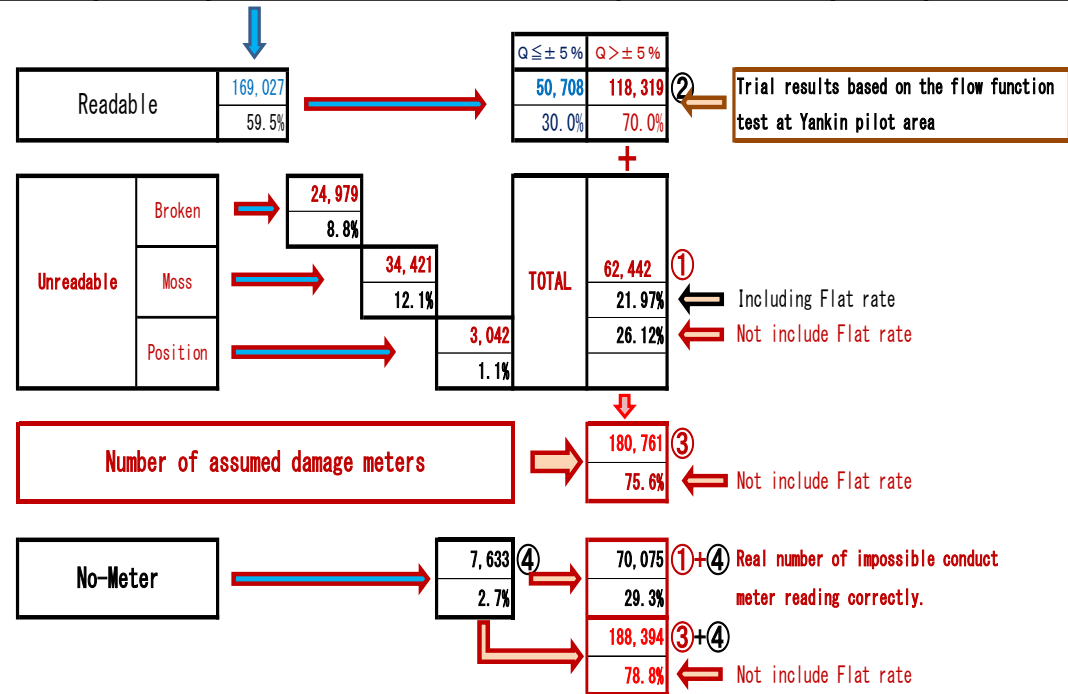 Q≦±5% Q>±5%
Readable 169,027 50,708 118,319 ② Trial results based on the flow function
59.5% 30.0% 70.0% test at Yankin pilot area
+
Broken 24,979
8.8%
Unreadable Moss 34,421 TOTAL 62,442 ①
12.1% 21.97% Including Flat rate
Position 3,042 26.12% Not include Flat rate
1.1%
Number of assumed damage meters 180,761 ③
75.6% Not include Flat rate
No-Meter 7,633 ④ 70,075 ①+④ Real number of impossible conduct
2.7% 29.3% meter reading correctly.
188,394 ③+④
78.8% Not include Flat rate